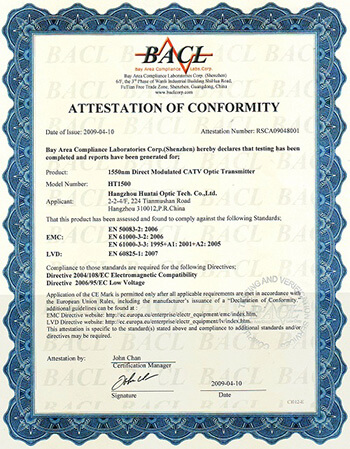 BACL
Bay Area Compliance Labs Corp.
Bay Area Compliance Laboratories Corp. (Shenzhen)
6/F, the 3rd Phase of Wanli Industrial Building ShiHua Road,
FuTian Free Trade Zone, Shenzhen, Guangdong, China
www.baclcorp.com
ATTESTATION OF CONFORMITY
Date of Issue: 2009-04-10 Attestation Number: RSCA09048001
Bay Area Compliance Laboratories Corp.(Shenzhen) hereby declares that testing has been
completed and reports have been generated for;
Product: 1550nm Direct Modulated CATV Optic Transmitter
Model Number: HT1500
Hangzhou Huatai Optic Tech. Co.,Ltd.
Applicant: 2-2-4/F, 224 Tianmushan Road
Hangzhou 310012,P.R.China
That this product has been assessed and found to comply against the following Standards;
EN 50083-2: 2006
EMC: EN 61000-3-2: 2006
EN 61000-3-3: 1995+A1: 2001+A2: 2005
LVD: EN 60825-1: 2007
Compliance to those standards are required for the following Directives;
Directive 2004/108/EC Electromagnetic Compatibility
Directive 2006/95/EC Low Voltage
Application of the CE Mark is permitted only after all applicable requirements are met in accordance with
the European Union Rules, including the manufacturer's issuance of a "Declaration of Conformity.
additional guidelines can be found at :
EMC Directive website: http://ec.europa.eu/enterprise/electr_equipment/emc/index.htm,
LVD Directive website: http://ec.europa.eu/enterprise/electr_equipment/lv/index.htm.
This attestation is specific to the standard(s) stated above and compliance to additional standards and/or
directives may be required.
Attestation by: John Chan
Certification Manager
John Chan 2009-04-10
Signature Date